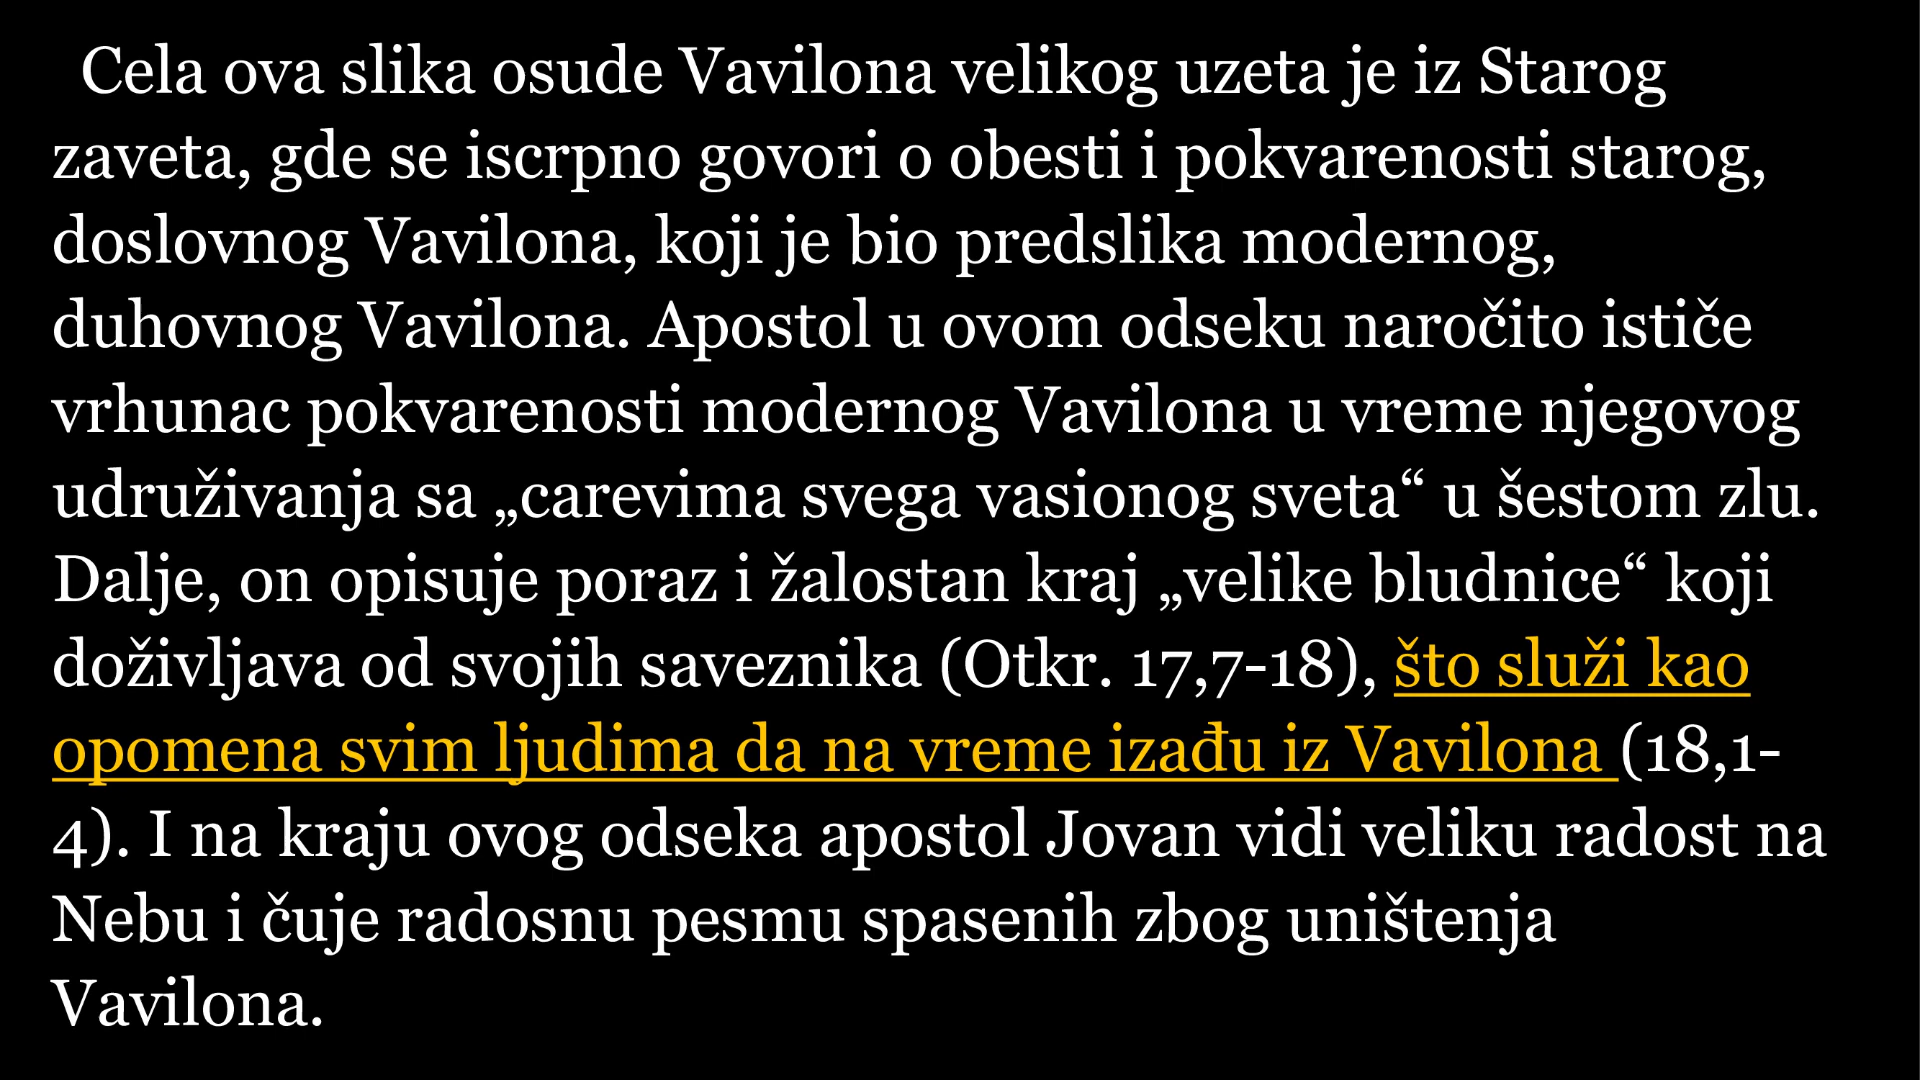 Cela ova slika osude Vavilona velikog uzeta je iz Starog
zaveta, gde se iscrpno govori o obesti i pokvarenosti starog,
doslovnog Vavilona, koji je bio predslika modernog,
duhovnog Vavilona. Apostol u ovom odseku naročito ističe
vrhunac pokvarenosti modernog Vavilona u vreme njegovog
udruživanja sa „carevima svega vasionog sveta“ u šestom zlu.
Dalje, on opisuje poraz i žalostan kraj „velike bludnice“ koji
doživljava od svojih saveznika (Otkr. 17,7-18), što služi kao
opomena svim ljudima da na vreme izađu iz Vavilona (18,1-
4). I na kraju ovog odseka apostol Jovan vidi veliku radost na
Nebu i čuje radosnu pesmu spasenih zbog uništenja
Vavilona.